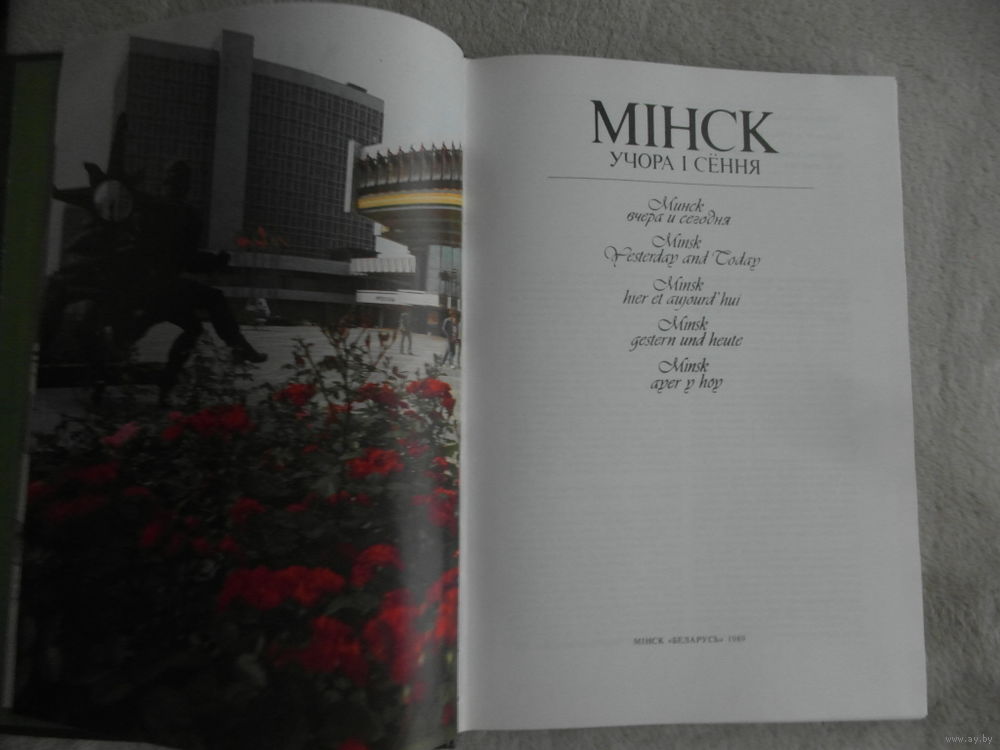 МІНСК
УЧОРА І СЁННЯ
Минск
вчера и сегодня
Minsk
Yesterday and Today
Minsk
hier et aujourd'hui
Minsk
gestern und heute
Minsk
ayer y hoy
МІНСК «БЕЛАРУСЬ» 1989
www.ay.by